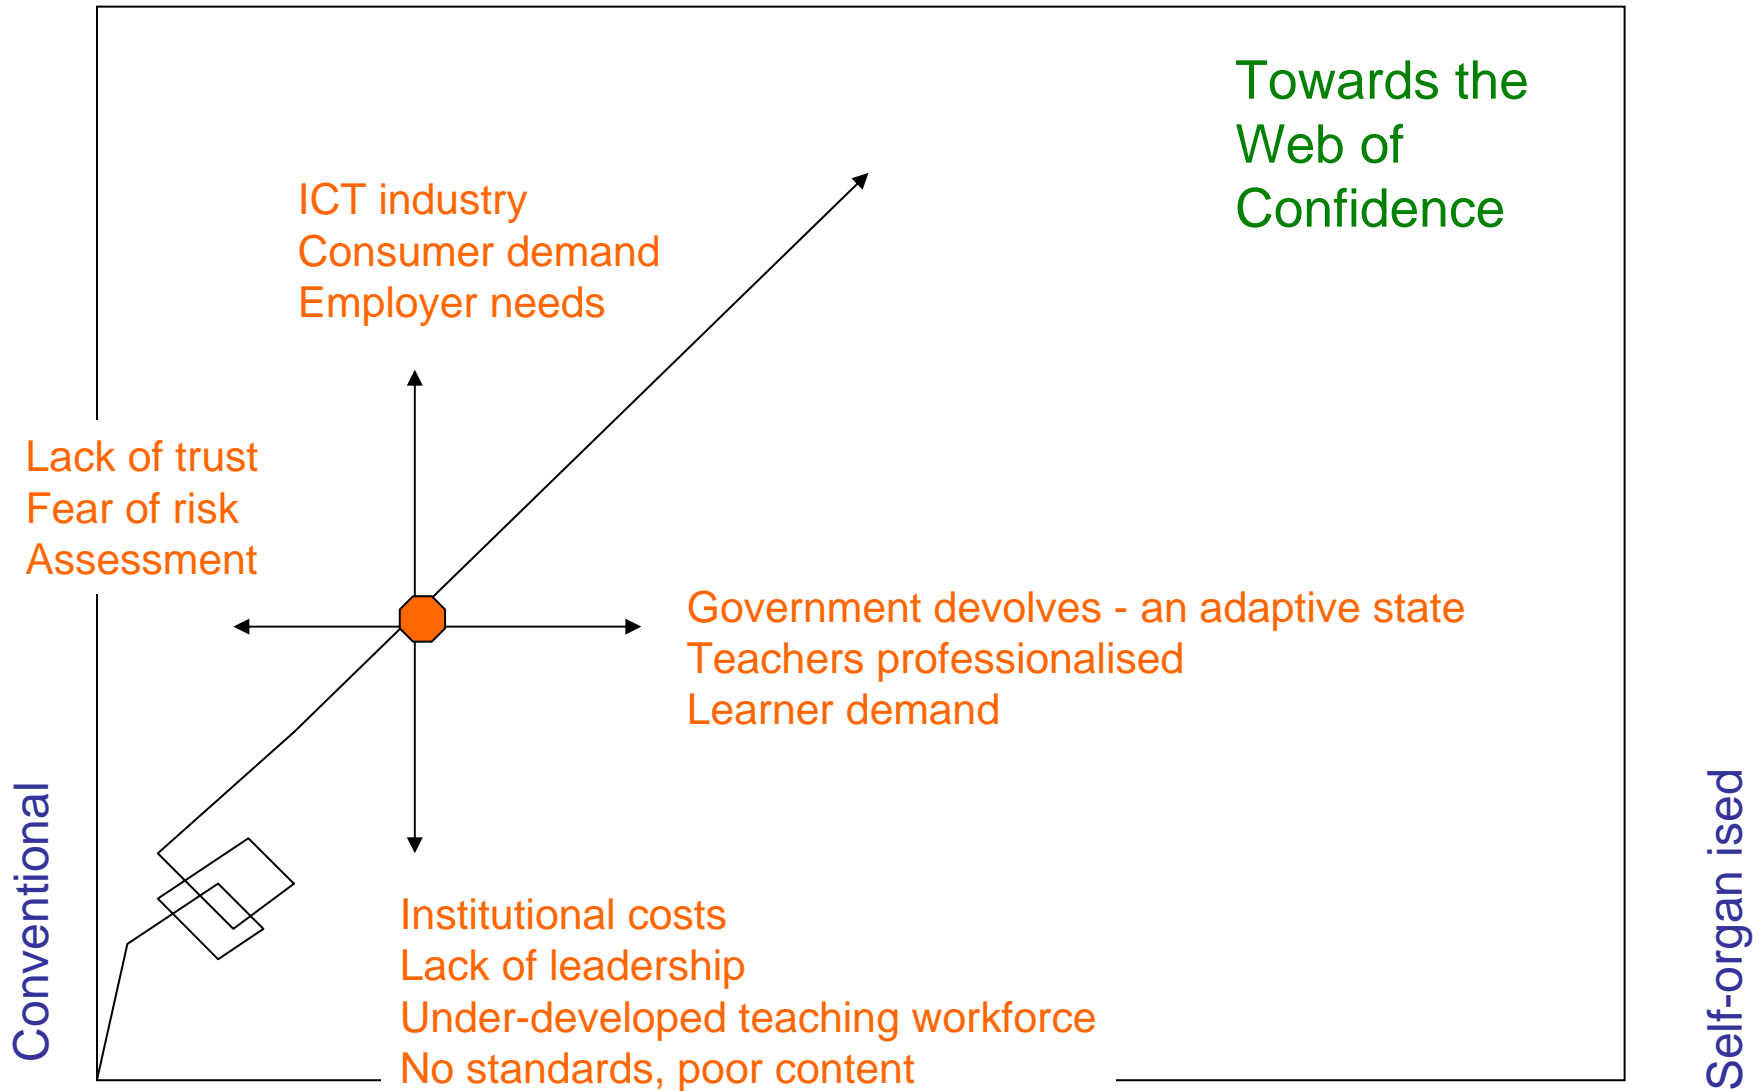 Towards the
Web of
Confidence
ICT industry
Consumer demand
Employer needs
Lack of trust
Fear of risk
Assessment
Government devolves - an adaptive state
Teachers professionalised
Learner demand
Conventional
Self-organ ised
Institutional costs
Lack of leadership
Under-developed teaching workforce
No standards, poor content